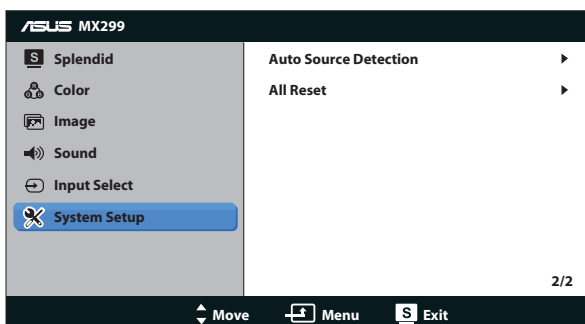 ASUS MX299
S Splendid
Color
Image
Sound
Input Select
System Setup
Auto Source Detection
All Reset
2/2
Move Menu S Exit